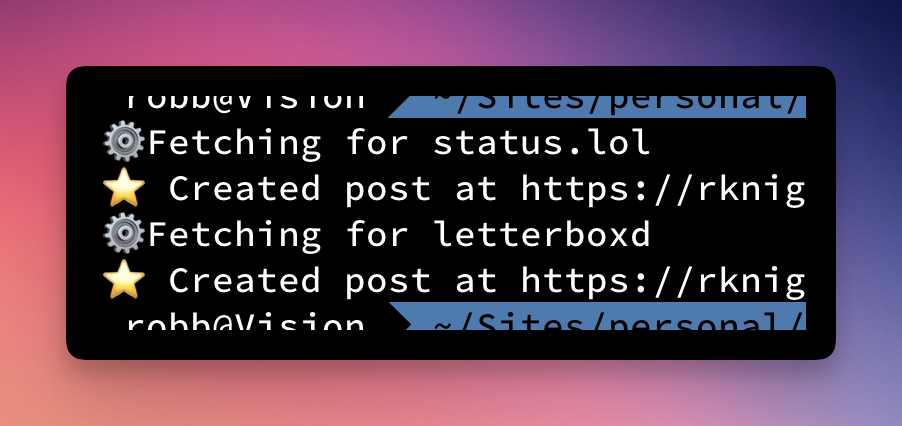 robb@Vision ~/Sites/personal/
⚙️Fetching for status.lol
⭐ Created post at https://rknig
⚙️Fetching for letterboxd
⭐ Created post at https://rknig
robb@Vision ~/Sites/personal/